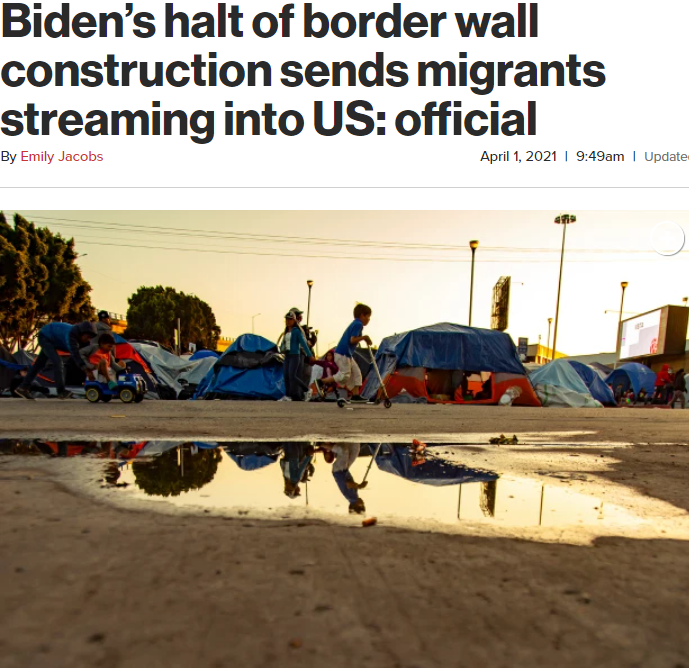 Biden’s halt of border wall
construction sends migrants
streaming into US: official
By Emily Jacobs
April 1, 2021 | 9:49am | Update